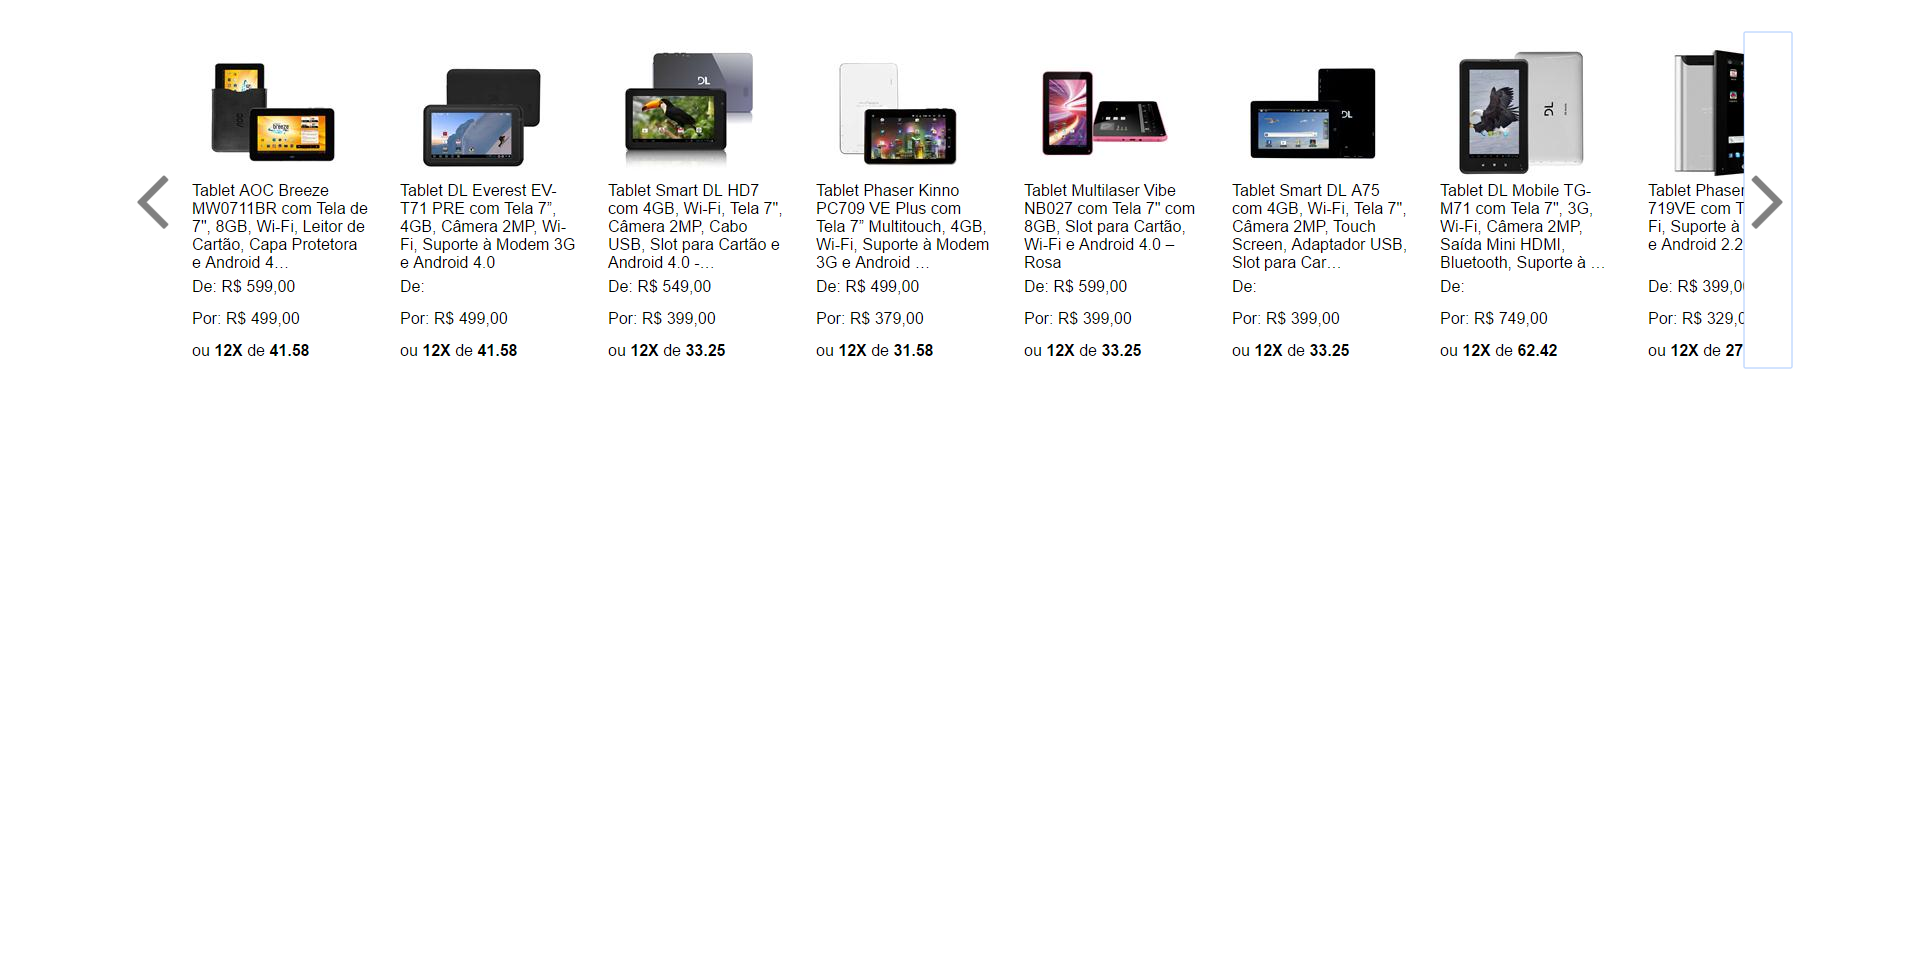 DL
DL
DL
Tablet AOC Breeze
MW0711BR com Tela de
7", 8GB, Wi-Fi, Leitor de
Cartão, Capa Protetora
e Android 4...
De: R$ 599,00
Por: R$ 499,00
ou 12X de 41.58
Tablet DL Everest EV-
T71 PRE com Tela 7”,
4GB, Câmera 2MP, Wi-
Fi, Suporte à Modem 3G
e Android 4.0
De:
Por: R$ 499,00
ou 12X de 41.58
Tablet Smart DL HD7
com 4GB, Wi-Fi, Tela 7",
Câmera 2MP, Cabo
USB, Slot para Cartão e
Android 4.0 -...
De: R$ 549,00
Por: R$ 399,00
ou 12X de 33.25
Tablet Phaser Kinno
PC709 VE Plus com
Tela 7” Multitouch, 4GB,
Wi-Fi, Suporte à Modem
3G e Android ...
De: R$ 499,00
Por: R$ 379,00
ou 12X de 31.58
Tablet Multilaser Vibe
NB027 com Tela 7" com
8GB, Slot para Cartão,
Wi-Fi e Android 4.0 –
Rosa
De: R$ 599,00
Por: R$ 399,00
ou 12X de 33.25
Tablet Smart DL A75
com 4GB, Wi-Fi, Tela 7",
Câmera 2MP, Touch
Screen, Adaptador USB,
Slot para Car...
De:
Por: R$ 399,00
ou 12X de 33.25
Tablet DL Mobile TG-
M71 com Tela 7", 3G,
Wi-Fi, Câmera 2MP,
Saída Mini HDMI,
Bluetooth, Suporte à ...
De:
Por: R$ 749,00
ou 12X de 62.42
Tablet Phaser
719VE com T
Fi, Suporte à
e Android 2.2
De: R$ 399,0
Por: R$ 329,0
ou 12X de 27